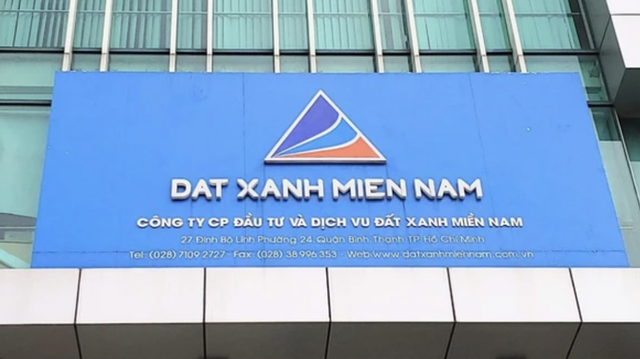 DAT XANH MIEN NAM
CÔNG TY CP ĐẦU TƯ VÀ DỊCH VỤ ĐẤT XANH MIỀN NAM
27 Đinh Bộ Lĩnh Phường 24, Quận Bình Thạnh TP. Hồ Chí Minh
Tel: (028) 7109 2727 - Fax: (028) 38 996 353 - Web:www.datxanhmiennam.com.vn